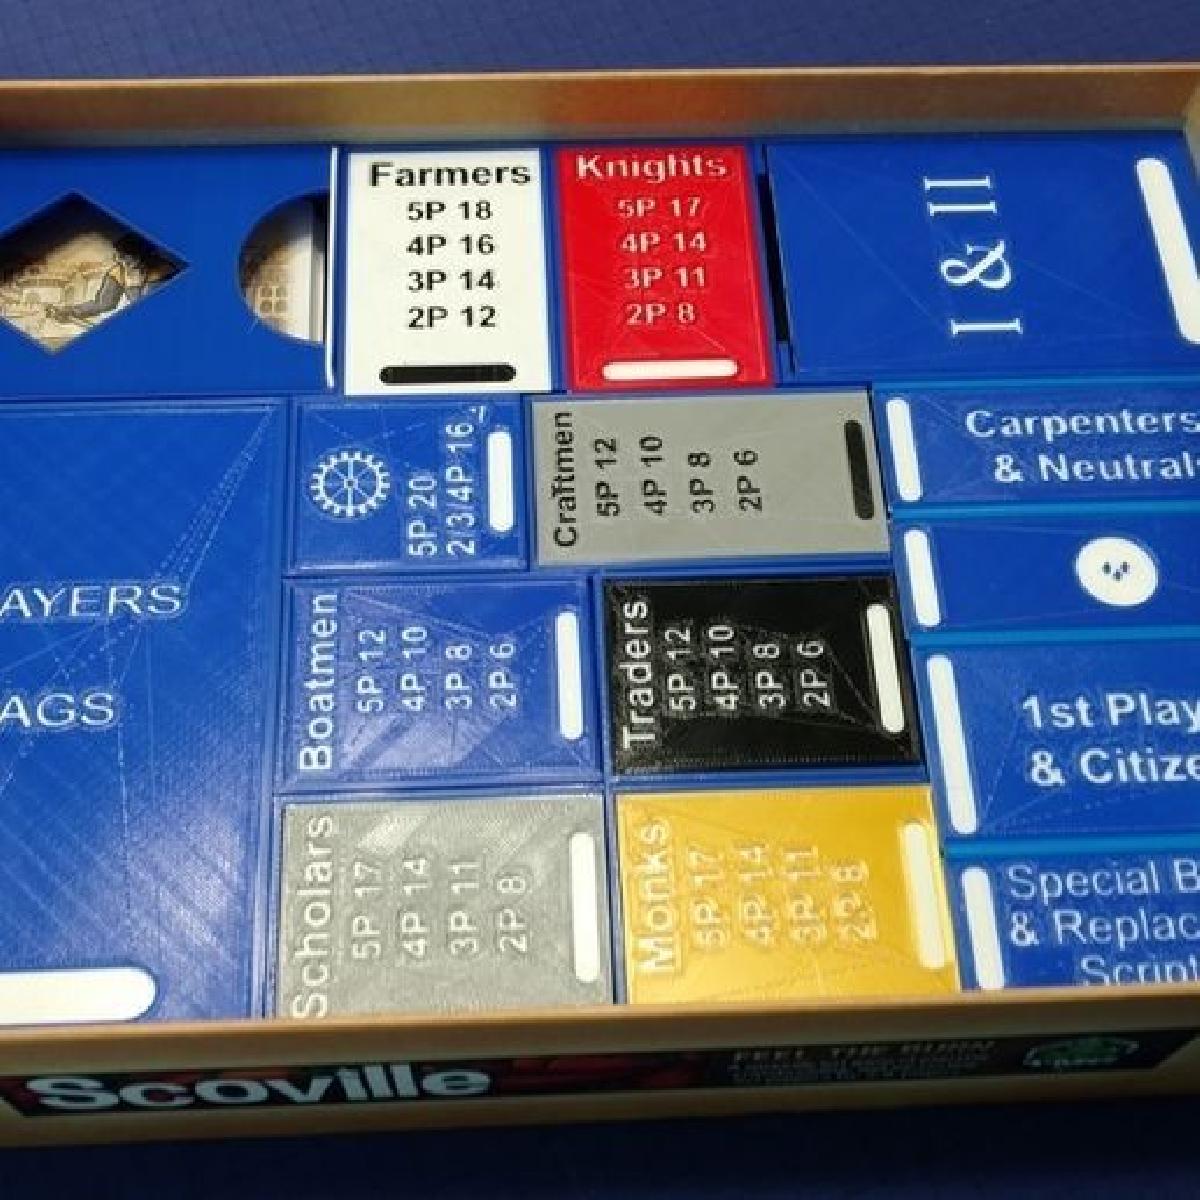 Farmers
5P 18
4P 16
3P 14
2P 12
Knights
5P 17
4P 14
3P 11
2P 8
I & II
5P 20
2/3/4P 16
Craftmen
5P 12
4P 10
3P 8
2P 6
Carpenters
& Neutrals
AYERS
AGS
Boatmen
5P 12
4P 10
3P 8
2P 6
Traders
5P 12
4P 10
3P 8
2P 6
1st Play
& Citize
Scholars
5P 17
4P 14
3P 11
2P 8
Monks
5P 17
4P 14
3P 11
2P 8
Special B
& Replac
Script
Scoville
FEEL THE BURN